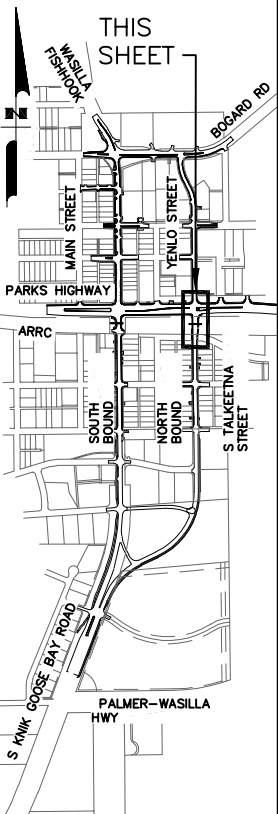 THIS
SHEET
WASILLA
FISHHOOK
BOGARD RD
N
MAIN STREET
YENLO STREET
PARKS HIGHWAY
ARRC
SOUTH
BOUND
NORTH
BOUND
S TALKEETNA
STREET
S KNIK GOOSE BAY ROAD
PALMER-WASILLA
HWY